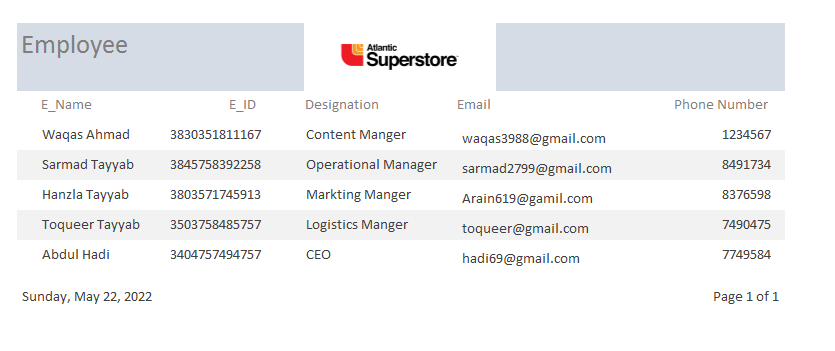 Employee
Atlantic
Superstore
E_Name E_ID Designation Email Phone Number
Waqas Ahmad 3830351811167 Content Manger waqas3988@gmail.com 1234567
Sarmad Tayyab 3845758392258 Operational Manager sarmad2799@gmail.com 8491734
Hanzla Tayyab 3803571745913 Markting Manger Arain619@gamil.com 8376598
Toqueer Tayyab 3503758485757 Logistics Manger toqueer@gmail.com 7490475
Abdul Hadi 3404757494757 CEO hadi69@gmail.com 7749584
Sunday, May 22, 2022 Page 1 of 1